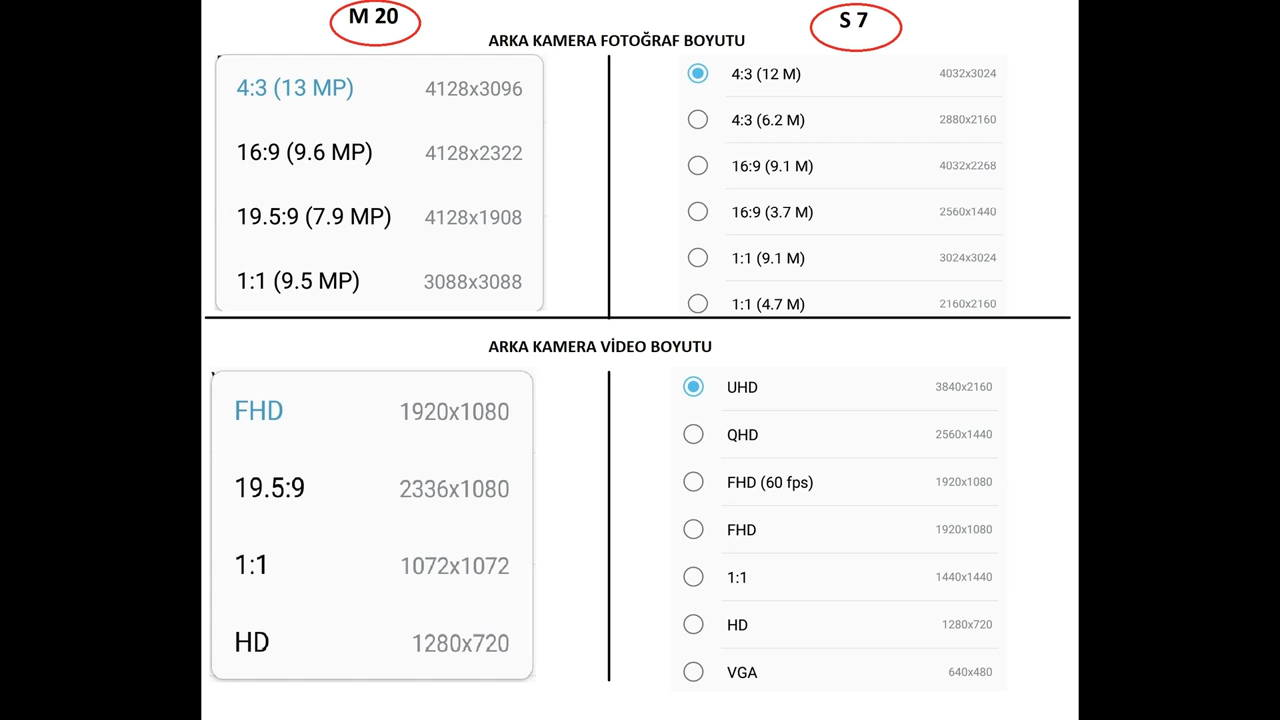 M 20
S 7
ARKA KAMERA FOTOĞRAF BOYUTU
4:3 (13 MP) 4128x3096
16:9 (9.6 MP) 4128x2322
19.5:9 (7.9 MP) 4128x1908
1:1 (9.5 MP) 3088x3088
4:3 (12 M) 4032x3024
4:3 (6.2 M) 2880x2160
16:9 (9.1 M) 4032x2268
16:9 (3.7 M) 2560x1440
1:1 (9.1 M) 3024x3024
1:1 (4.7 M) 2160x2160
ARKA KAMERA VİDEO BOYUTU
FHD 1920x1080
19.5:9 2336x1080
1:1 1072x1072
HD 1280x720
UHD 3840x2160
QHD 2560x1440
FHD (60 fps) 1920x1080
FHD 1920x1080
1:1 1440x1440
HD 1280x720
VGA 640x480